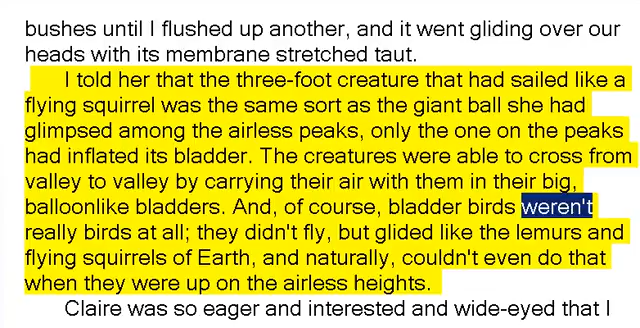 bushes until I flushed up another, and it went gliding over our
heads with its membrane stretched taut.
I told her that the three-foot creature that had sailed like a
flying squirrel was the same sort as the giant ball she had
glimpsed among the airless peaks, only the one on the peaks
had inflated its bladder. The creatures were able to cross from
valley to valley by carrying their air with them in their big,
balloonlike bladders. And, of course, bladder birds weren't
really birds at all; they didn't fly, but glided like the lemurs and
flying squirrels of Earth, and naturally, couldn't even do that
when they were up on the airless heights.
Claire was so eager and interested and wide-eyed that I